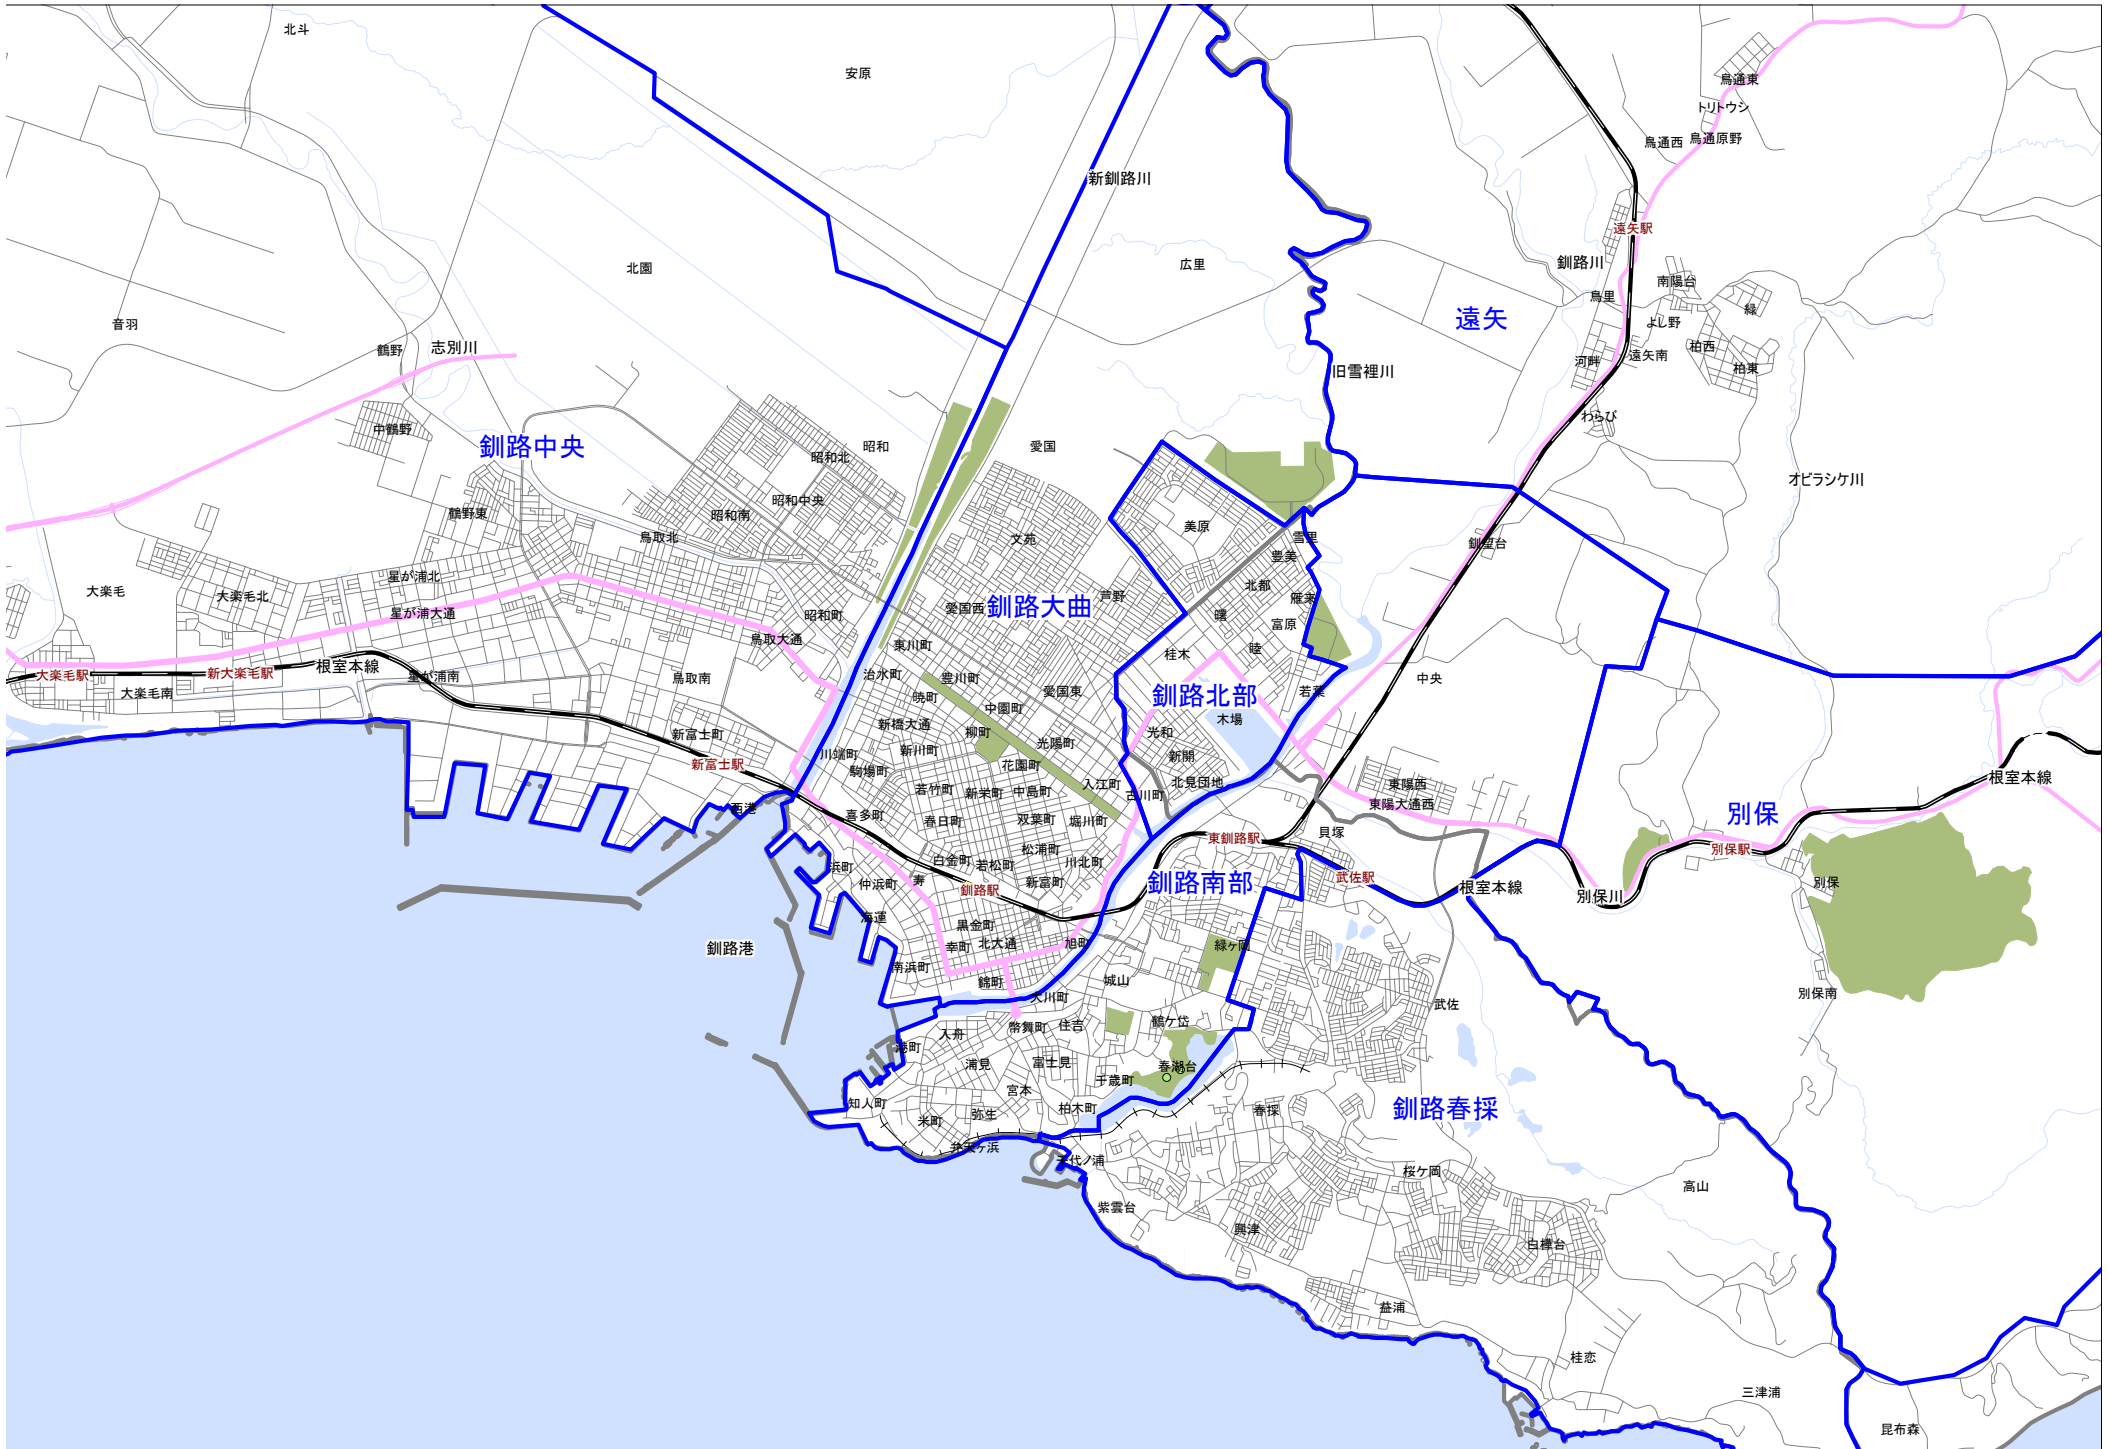 北斗
安原
鳥通東
トリトウシ
鳥通西
鳥通原野
新釧路川
遠矢駅
北園
広里
釧路川
南陽台
鳥里
緑
遠矢
よし野
音羽
鶴野
志別川
柏西
遠矢南
河畔
柏東
旧雪裡川
わらび
中鶴野
釧路中央
昭和北
昭和
愛国
オビラシケ川
昭和中央
鶴野東
昭和南
美原
鳥取北
文苑
雪里
釧望台
豊美
星が浦北
北都
大楽毛
大楽毛北
芦野
雁来
愛国西
釧路大曲
星が浦大通
昭和町
曙
富原
鳥取大通
東川町
睦
桂木
根室本線
大楽毛駅
新大楽毛駅
星が浦南
鳥取南
治水町
豊川町
中央
大楽毛南
愛国東
釧路北部
若葉
暁町
中園町
木場
新橋大通
柳町
光和
新富士町
新川町
光陽町
新開
川端町
新富士駅
駒場町
花園町
北見団地
東陽西
根室本線
若竹町
新栄町
中島町
入江町
古川町
東陽大通西
西港
喜多町
春日町
双葉町
堀川町
別保
貝塚
東釧路駅
松浦町
別保駅
白金町
若松町
川北町
浜町
仲浜町
寿
釧路駅
新富町
釧路南部
武佐駅
根室本線
別保川
別保
海運
黒金町
幸町
北大通
旭町
緑ヶ岡
釧路港
南浜町
錦町
城山
大川町
武佐
別保南
入舟
幣舞町
住吉
鶴ケ岱
港町
浦見
富士見
春湖台
千歳町
宮本
知人町
米町
弥生
柏木町
春採
釧路春採
弁天ヶ浜
千代ノ浦
桜ケ岡
高山
紫雲台
興津
白樺台
益浦
桂恋
三津浦
昆布森